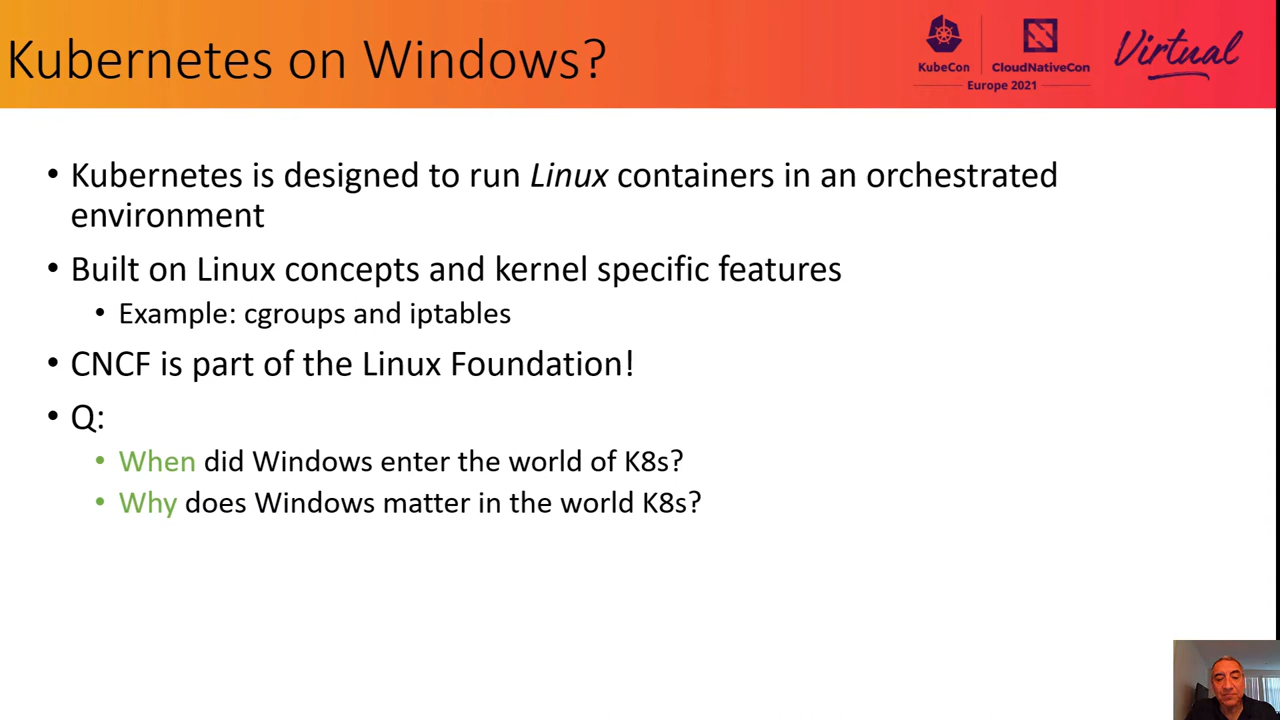 Kubernetes on Windows?
KubeCon
CloudNativeCon
Europe 2021
Virtual
• Kubernetes is designed to run Linux containers in an orchestrated
environment
• Built on Linux concepts and kernel specific features
• Example: cgroups and iptables
• CNCF is part of the Linux Foundation!
• Q:
• When did Windows enter the world of K8s?
• Why does Windows matter in the world K8s?